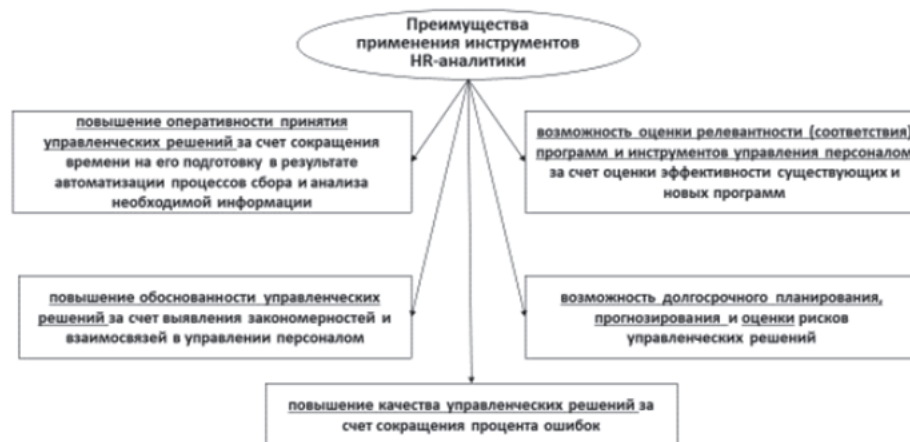 Преимущества
применения инструментов
HR-аналитики
повышение оперативности принятия
управленческих решений за счет сокращения
времени на его подготовку в результате
автоматизации процессов сбора и анализа
необходимой информации
возможность оценки релевантности (соответствия)
программ и инструментов управления персоналом
за счет оценки эффективности существующих и
новых программ
повышение обоснованности управленческих
решений за счет выявления закономерностей и
взаимосвязей в управлении персоналом
возможность долгосрочного планирования,
прогнозирования и оценки рисков
управленческих решений
повышение качества управленческих решений за
счет сокращения процента ошибок